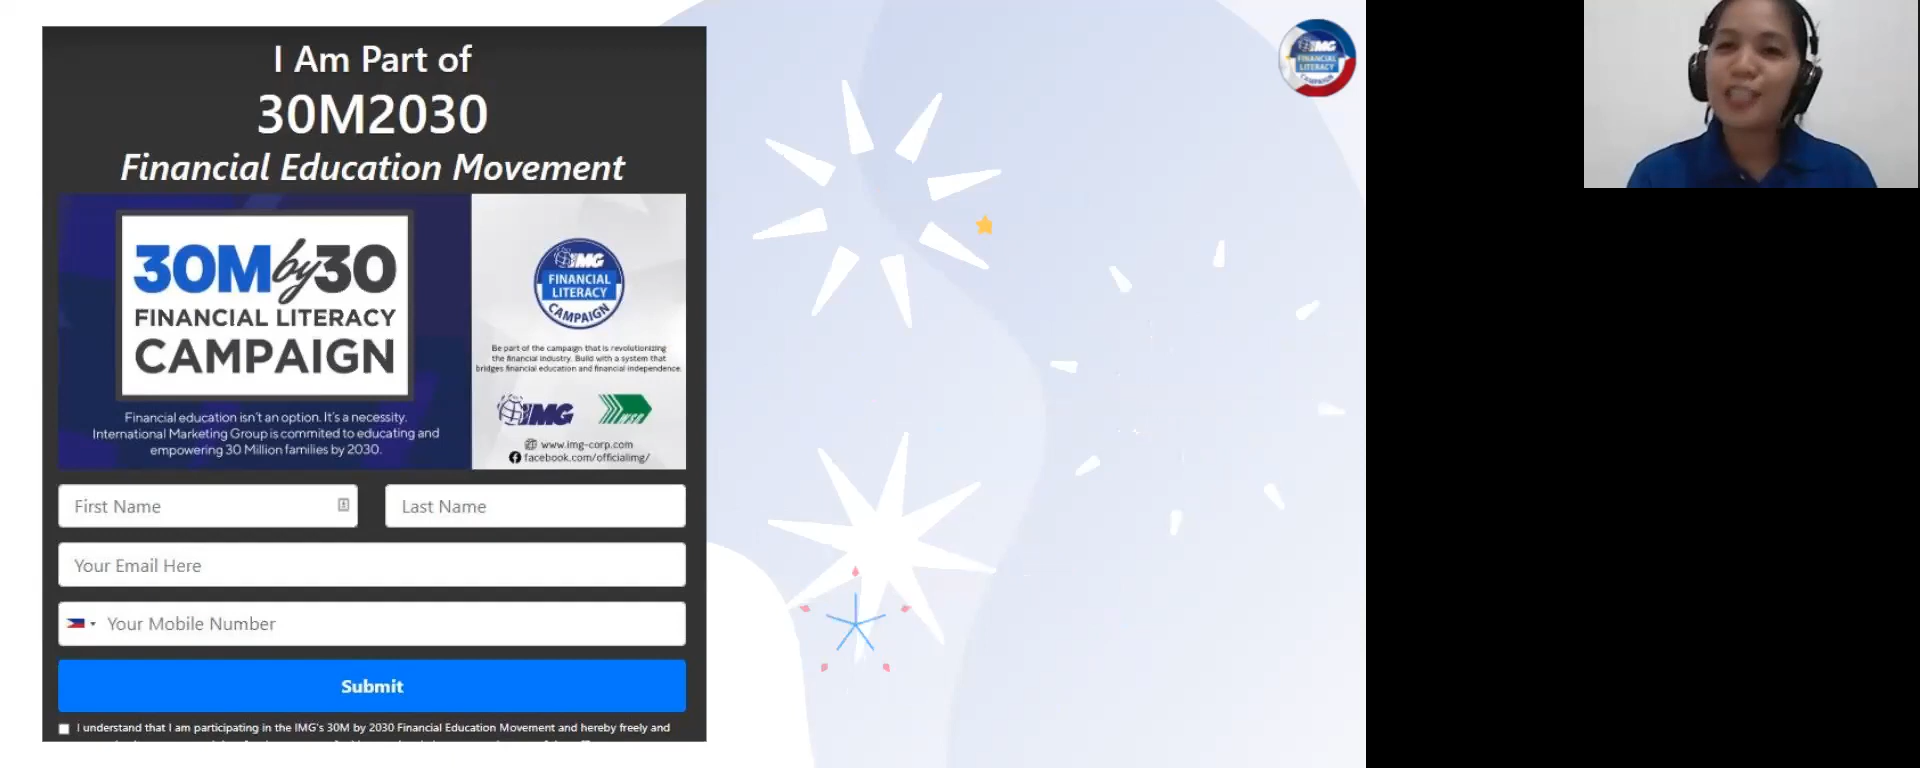 I Am Part of
30M2030
Financial Education Movement
30M by 30
FINANCIAL LITERACY
CAMPAIGN
Financial education isn't an option. It's a necessity.
International Marketing Group is commited to educating and
empowering 30 Million families by 2030.
IMG
FINANCIAL
LITERACY
CAMPAIGN
Be part of the campaign that is revolutionizing
the financial industry. Build with a system that
bridges financial education and financial independence.
IMG
www.img-corp.com
facebook.com/officialimg/
First Name
Last Name
Your Email Here
Your Mobile Number
Submit
I understand that I am participating in the IMG's 30M by 2030 Financial Education Movement and hereby freely and
IMG
FINANCIAL
LITERACY
CAMPAIGN